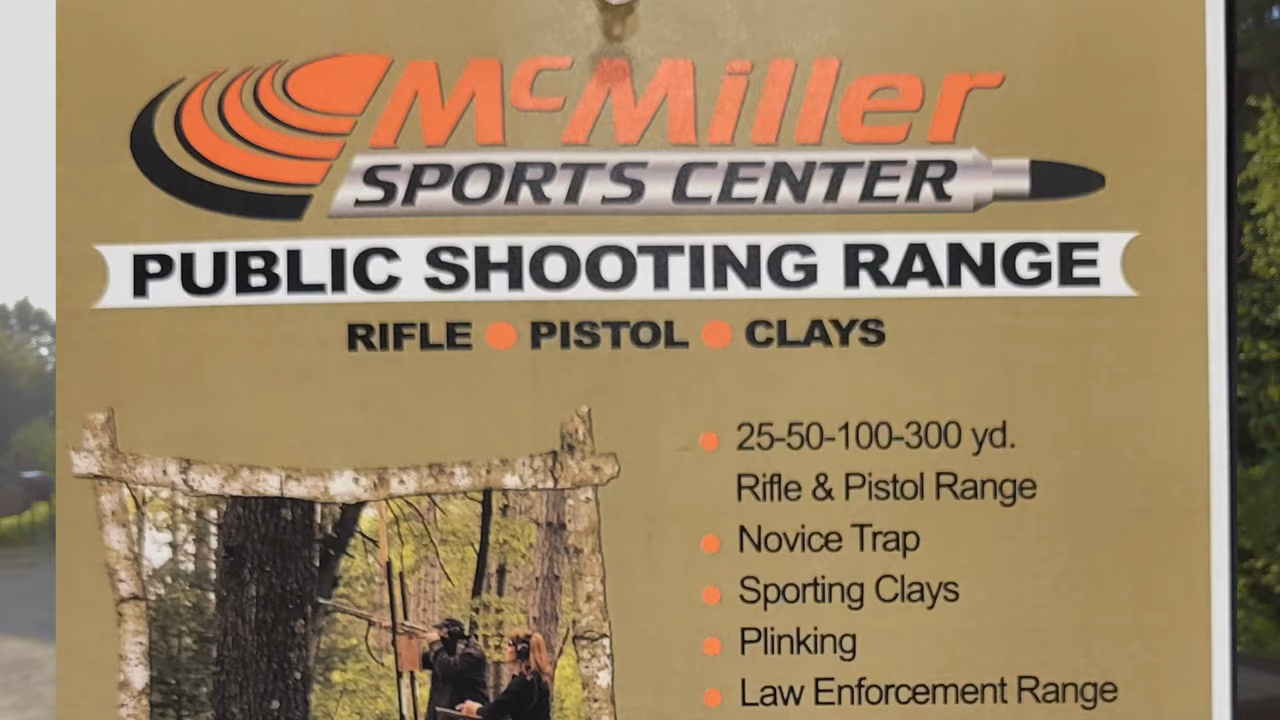 McMiller
SPORTS CENTER
PUBLIC SHOOTING RANGE
RIFLE • PISTOL • CLAYS
• 25-50-100-300 yd.
Rifle & Pistol Range
• Novice Trap
• Sporting Clays
• Plinking
• Law Enforcement Range